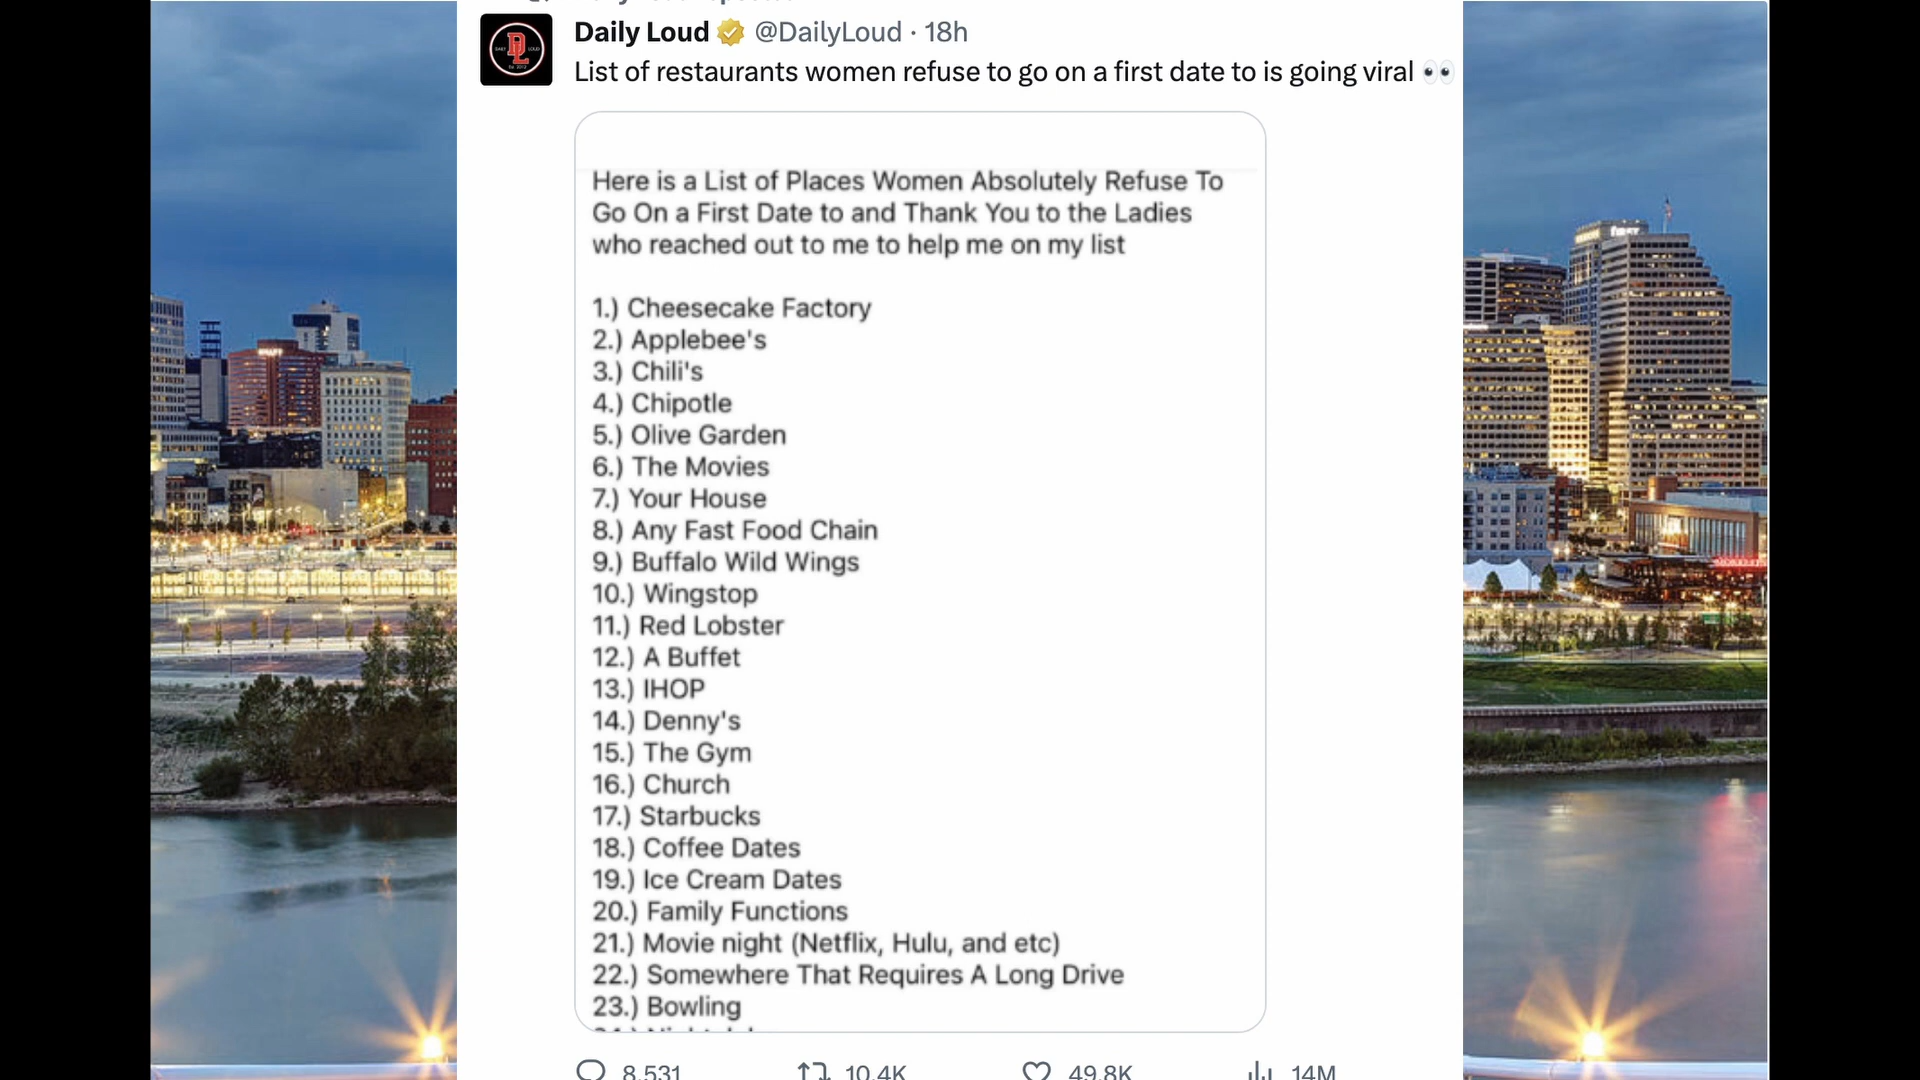 Daily Loud @DailyLoud · 18h
List of restaurants women refuse to go on a first date to is going viral 👀
Here is a List of Places Women Absolutely Refuse To
Go On a First Date to and Thank You to the Ladies
who reached out to me to help me on my list
1.) Cheesecake Factory
2.) Applebee's
3.) Chili's
4.) Chipotle
5.) Olive Garden
6.) The Movies
7.) Your House
8.) Any Fast Food Chain
9.) Buffalo Wild Wings
10.) Wingstop
11.) Red Lobster
12.) A Buffet
13.) IHOP
14.) Denny's
15.) The Gym
16.) Church
17.) Starbucks
18.) Coffee Dates
19.) Ice Cream Dates
20.) Family Functions
21.) Movie night (Netflix, Hulu, and etc)
22.) Somewhere That Requires A Long Drive
23.) Bowling
8,531 10.4K 49.8K 14M